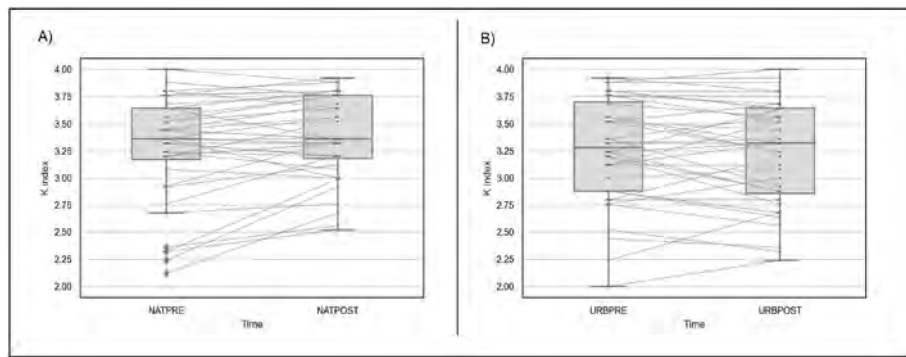 A)
K index
4.00
3.75
3.50
3.25
3.00
2.75
2.50
2.25
2.00
NATPRE NATPOST
Time
B)
K index
4.00
3.75
3.50
3.25
3.00
2.75
2.50
2.25
2.00
URBPRE URBPOST
Time